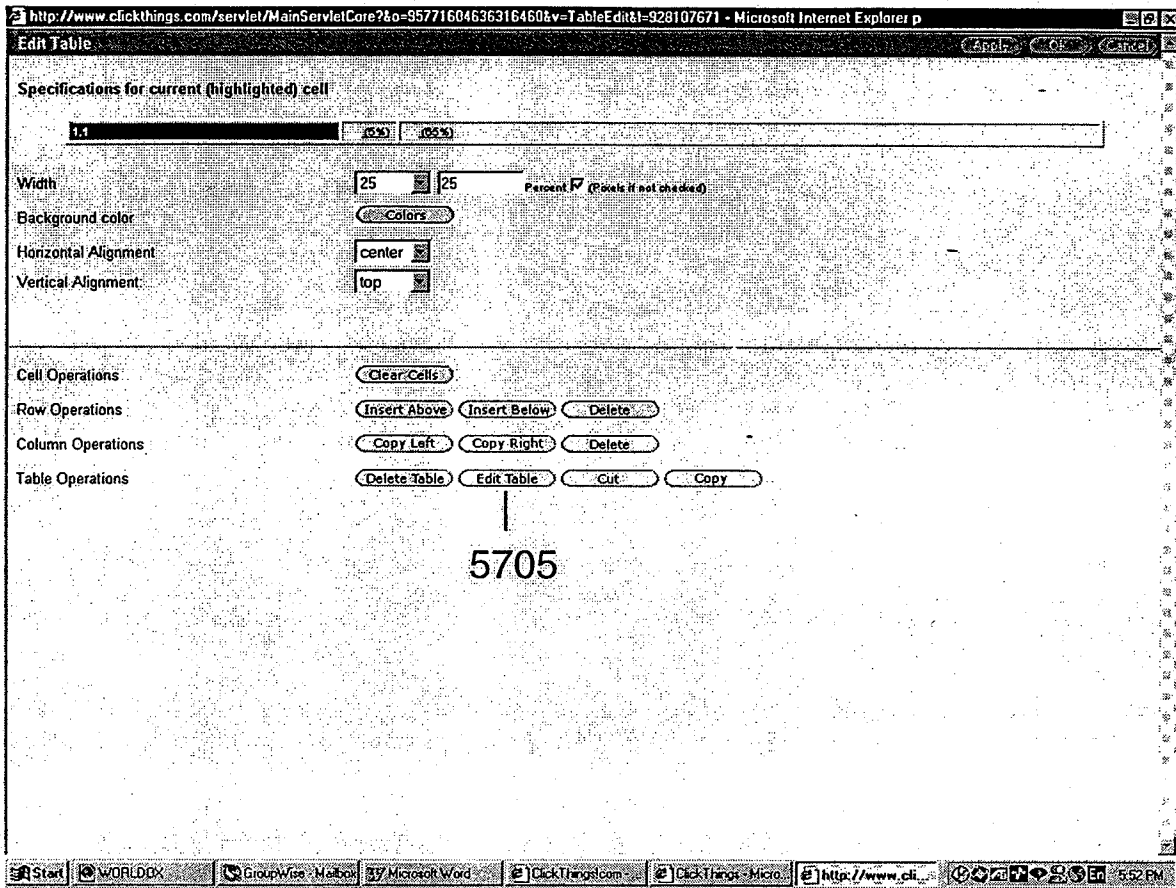 http://www.clickthings.com/servlet/MainServletCore?&o=95771604636316460&v=TableEdit&l=928107671 - Microsoft Internet Explorer p
Edit Table Apply OK Cancel
Specifications for current (highlighted) cell
1.1 (5%) (65%)
Width 25 25 Percent (Pixels if not checked)
Background color Colors
Horizontal Alignment center
Vertical Alignment: top
Cell Operations Clear Cells
Row Operations Insert Above Insert Below Delete
Column Operations Copy Left Copy Right Delete
Table Operations Delete Table Edit Table Cut Copy
5705
Start WORLDOX GroupWise - Mailbox Microsoft Word ClickThings!com - ... ClickThings - Micro... http://www.cli... En 5:52 PM